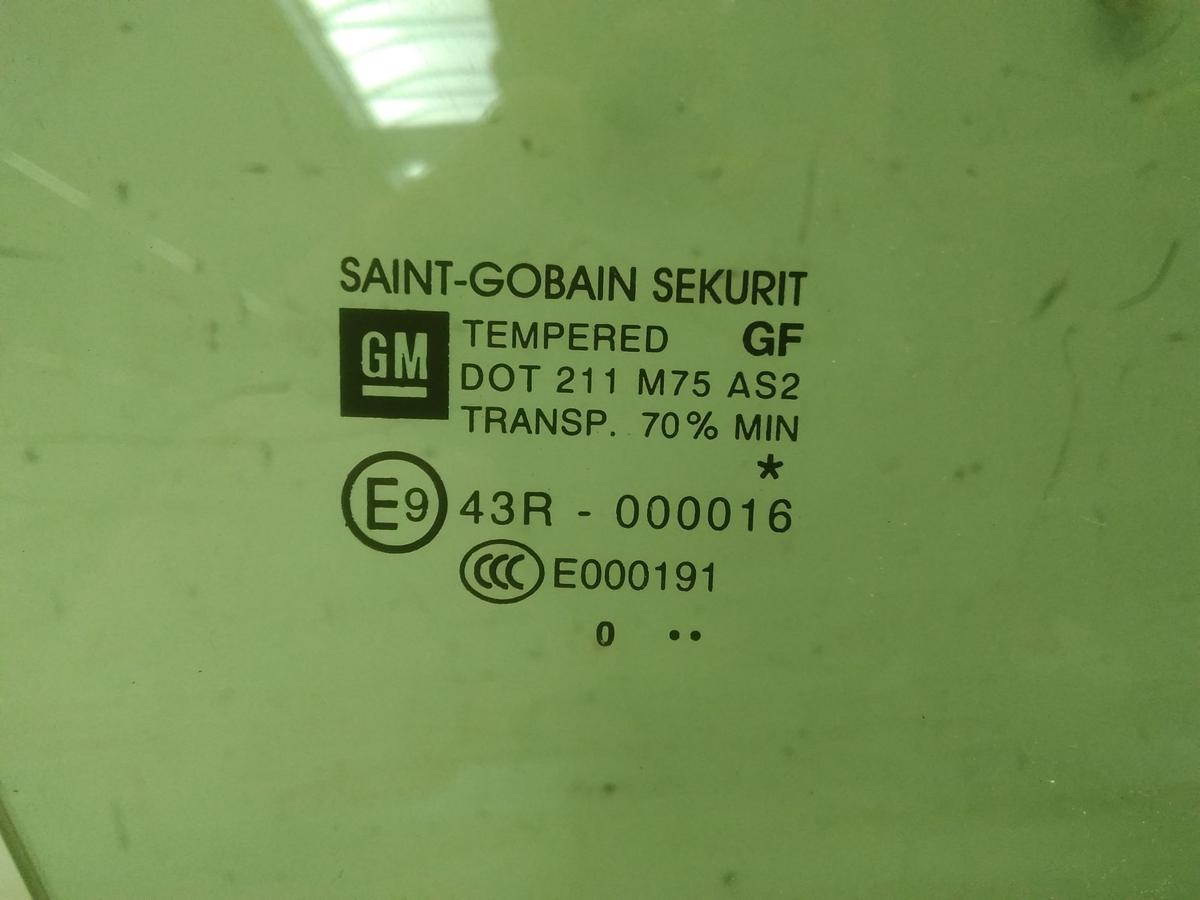 SAINT-GOBAIN SEKURIT
GM TEMPERED GF
DOT 211 M75 AS2
TRANSP. 70% MIN
*
E9 43R - 000016
CCC E000191
0 ..